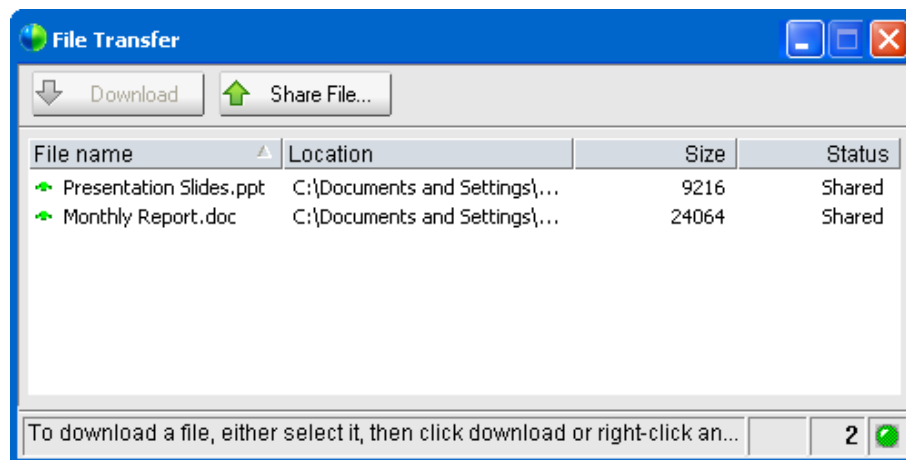 File Transfer
Download Share File...
File name Location Size Status
Presentation Slides.ppt C:\Documents and Settings\... 9216 Shared
Monthly Report.doc C:\Documents and Settings\... 24064 Shared
To download a file, either select it, then click download or right-click an... 2